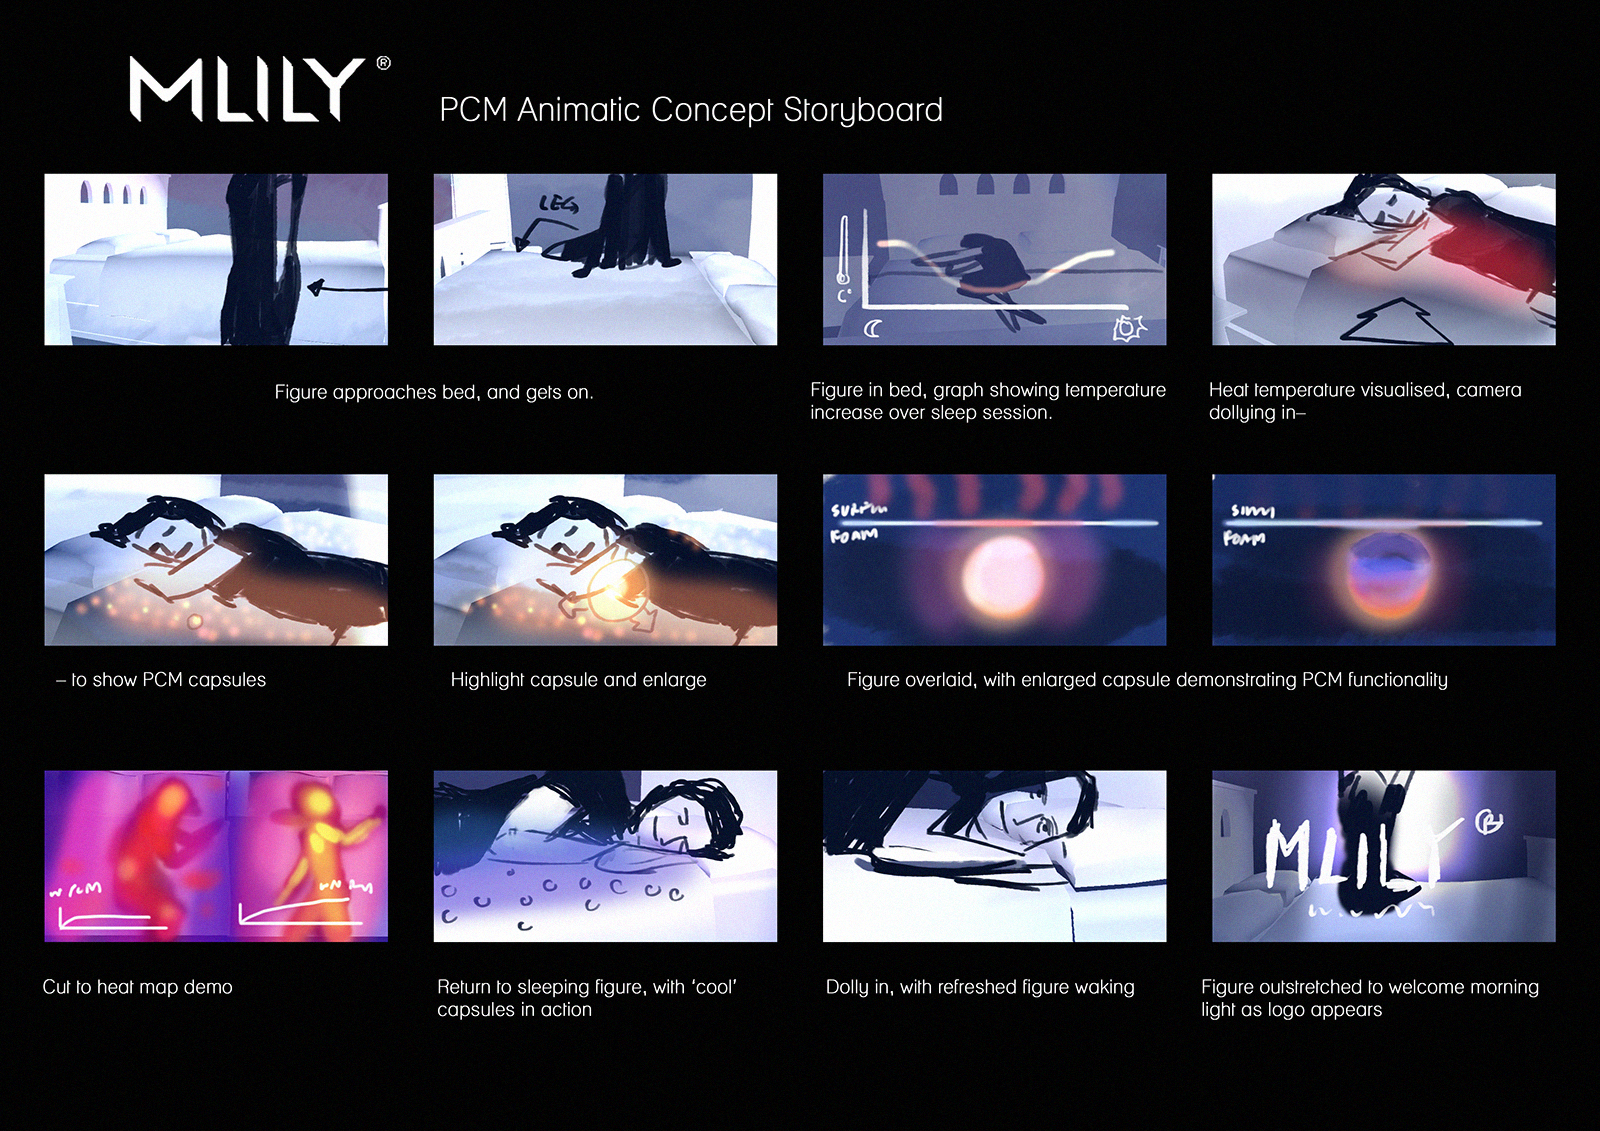 MLILY®
PCM Animatic Concept Storyboard
LEG
C°
Figure approaches bed, and gets on.
Figure in bed, graph showing temperature
increase over sleep session.
Heat temperature visualised, camera
dollying in–
FOAM
FOAM
– to show PCM capsules
Highlight capsule and enlarge
Figure overlaid, with enlarged capsule demonstrating PCM functionality
MLILY®
Cut to heat map demo
Return to sleeping figure, with ‘cool’
capsules in action
Dolly in, with refreshed figure waking
Figure outstretched to welcome morning
light as logo appears